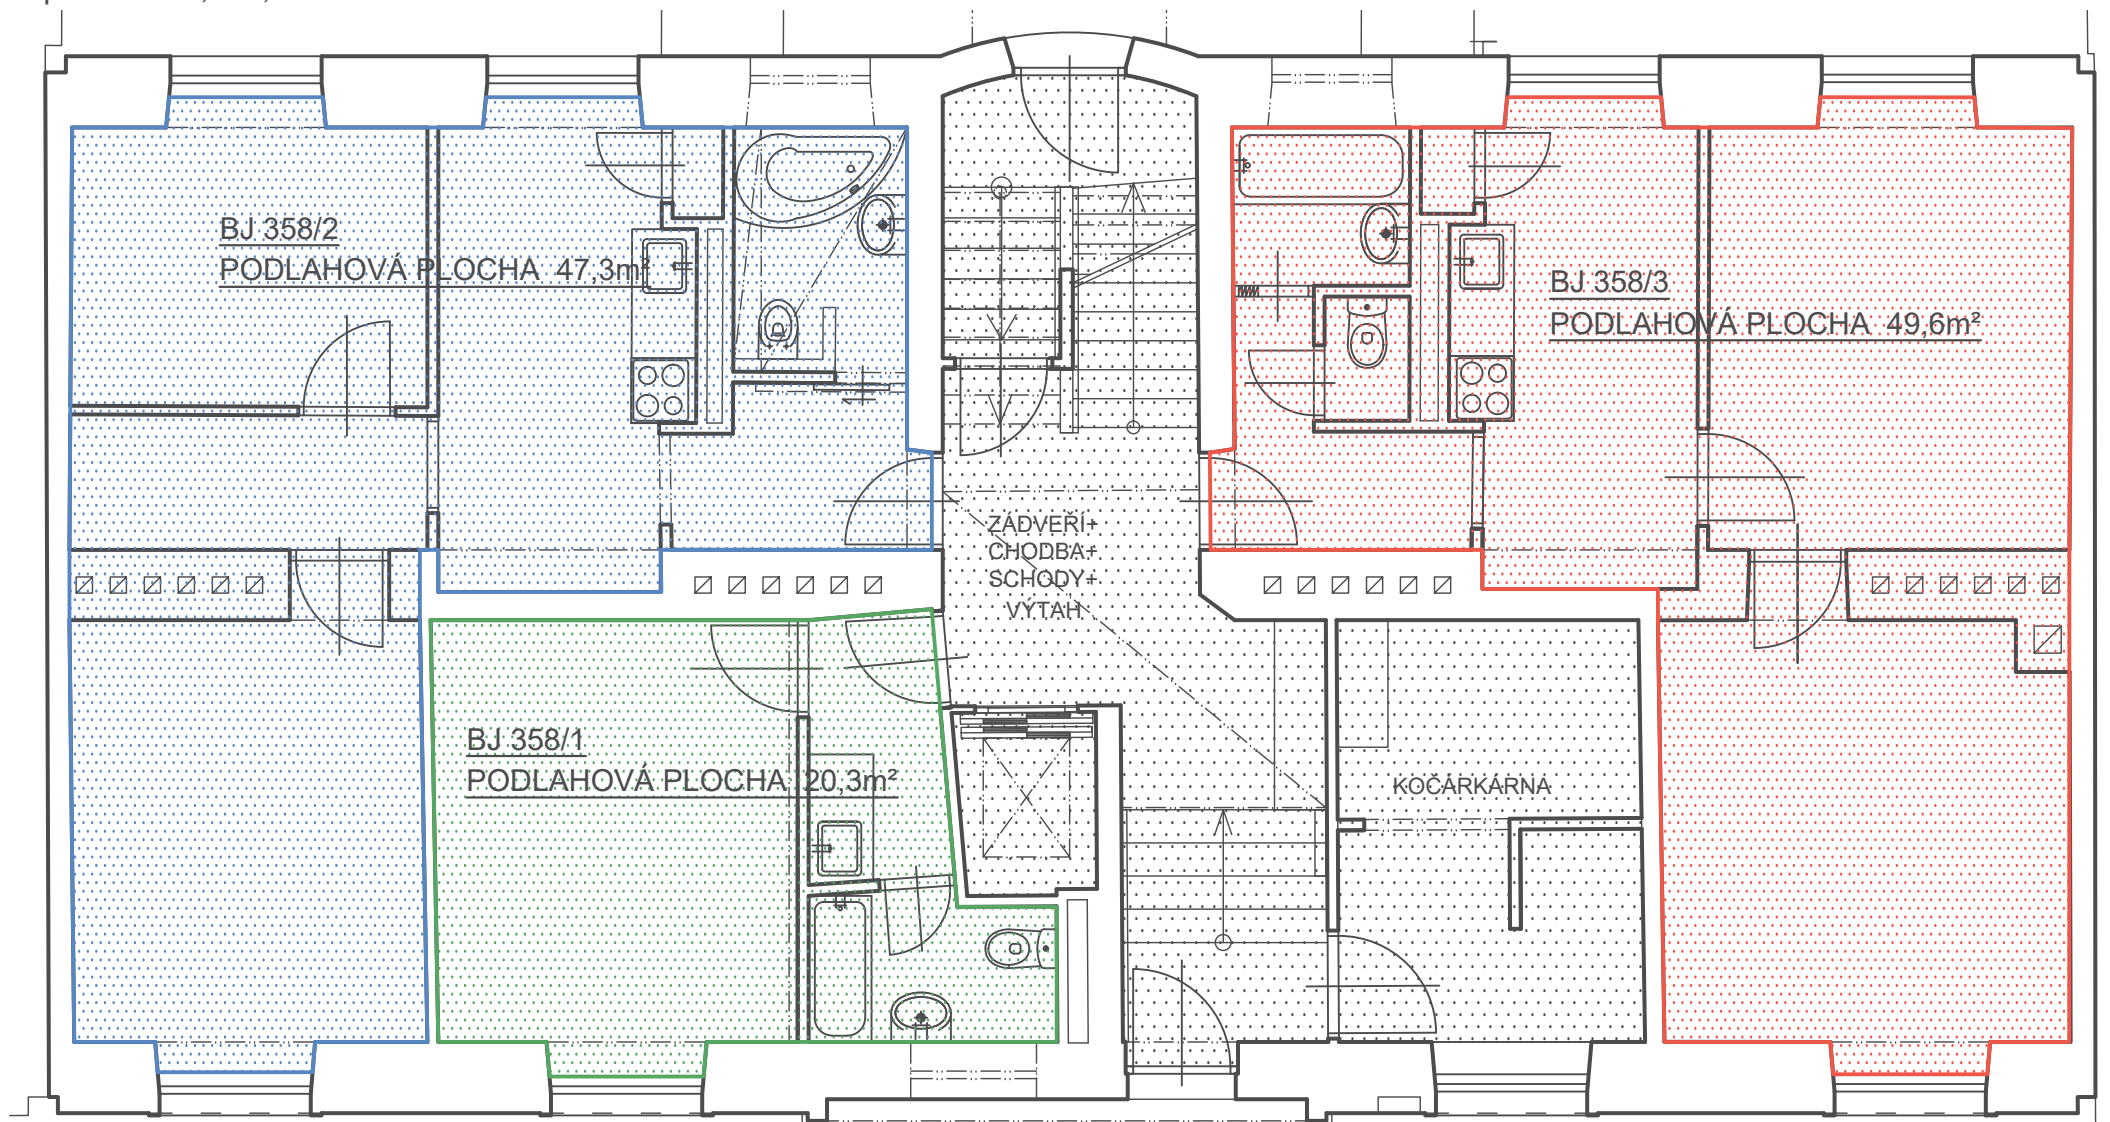 BJ 358/2
PODLAHOVÁ PLOCHA 47,3m²
BJ 358/3
PODLAHOVÁ PLOCHA 49,6m²
ZÁDVEŘÍ+
CHODBA+
SCHODY+
VÝTAH
BJ 358/1
PODLAHOVÁ PLOCHA 20,3m²
KOČÁRKÁRNA